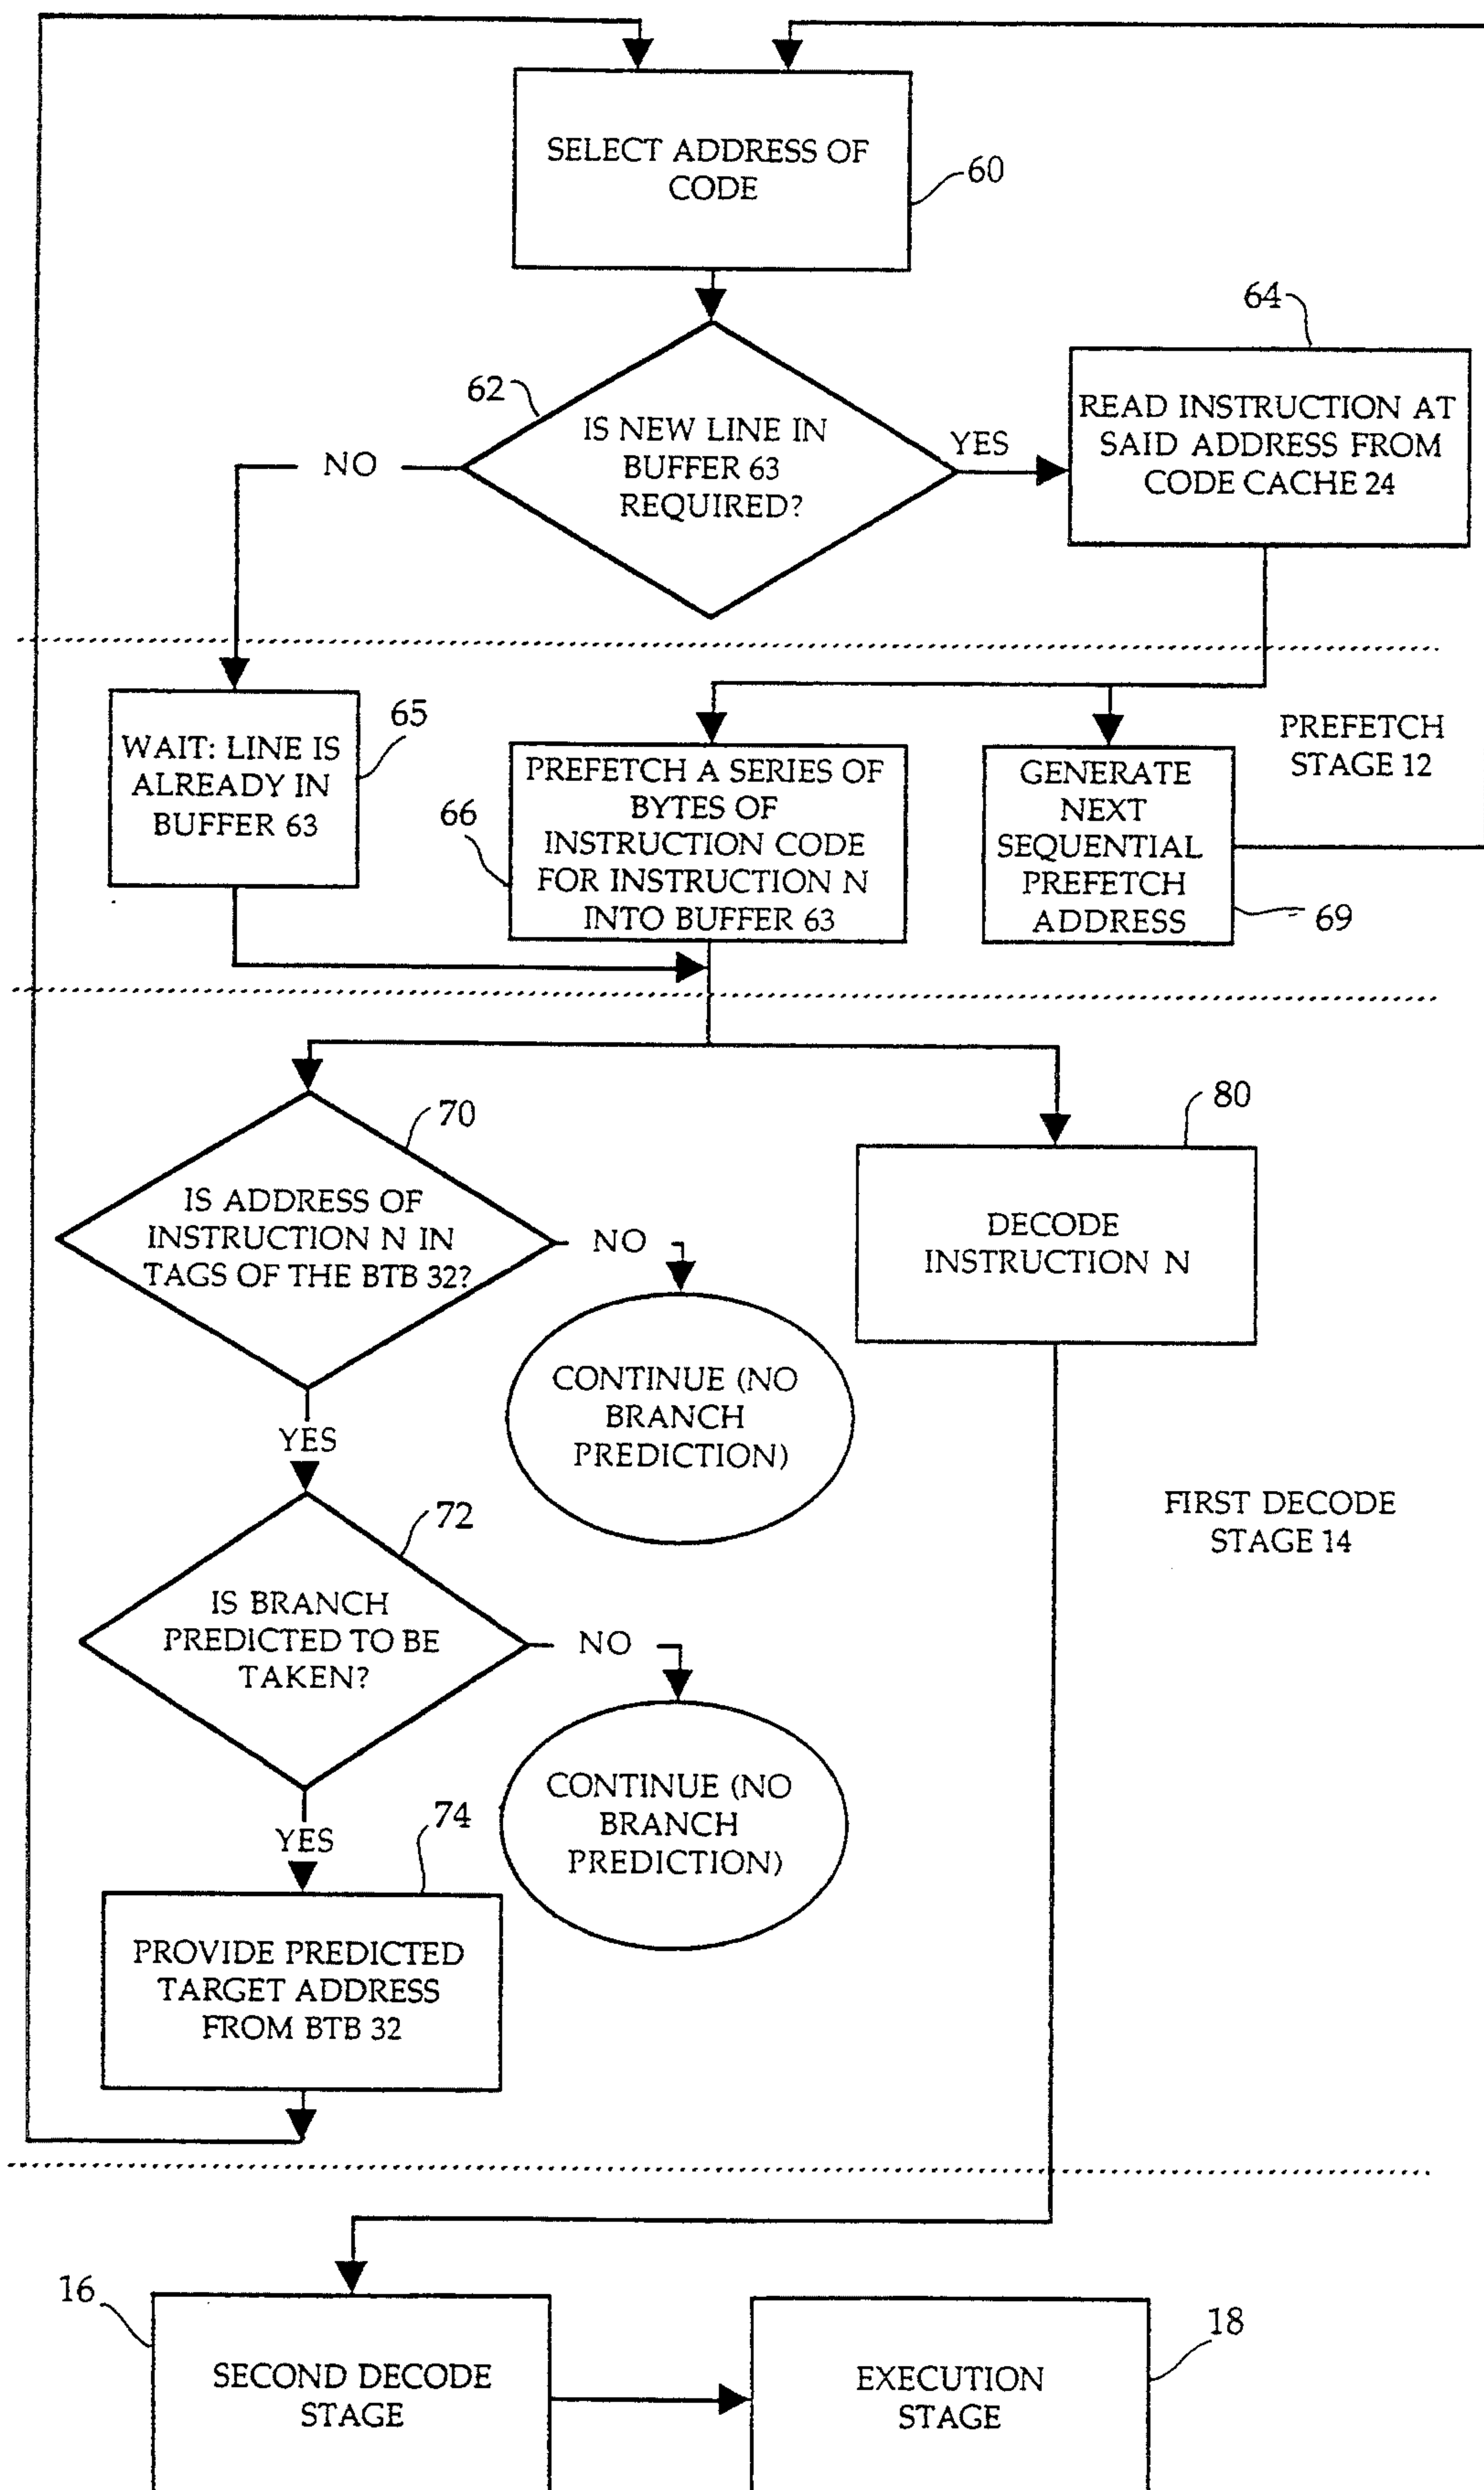 SELECT ADDRESS OF
CODE
60
64
62
IS NEW LINE IN
BUFFER 63
REQUIRED?
NO
YES
READ INSTRUCTION AT
SAID ADDRESS FROM
CODE CACHE 24
65
WAIT: LINE IS
ALREADY IN
BUFFER 63
66
PREFETCH A SERIES OF
BYTES OF
INSTRUCTION CODE
FOR INSTRUCTION N
INTO BUFFER 63
GENERATE
NEXT
SEQUENTIAL
PREFETCH
ADDRESS
69
PREFETCH
STAGE 12
70
IS ADDRESS OF
INSTRUCTION N IN
TAGS OF THE BTB 32?
NO
80
DECODE
INSTRUCTION N
CONTINUE (NO
BRANCH
PREDICTION)
YES
FIRST DECODE
STAGE 14
72
IS BRANCH
PREDICTED TO BE
TAKEN?
NO
CONTINUE (NO
BRANCH
PREDICTION)
YES
74
PROVIDE PREDICTED
TARGET ADDRESS
FROM BTB 32
16
SECOND DECODE
STAGE
EXECUTION
STAGE
18